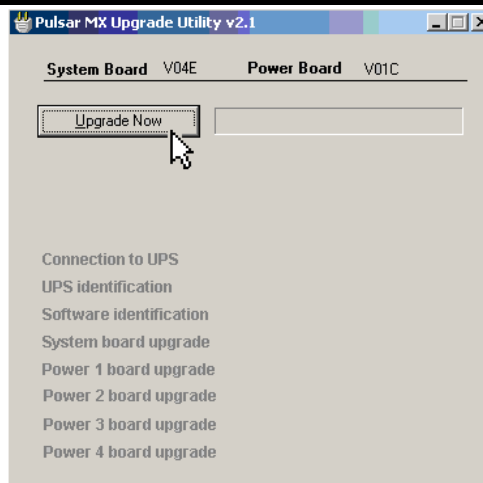 Pulsar MX Upgrade Utility v2.1
System Board V04E Power Board V01C
Upgrade Now
Connection to UPS
UPS identification
Software identification
System board upgrade
Power 1 board upgrade
Power 2 board upgrade
Power 3 board upgrade
Power 4 board upgrade